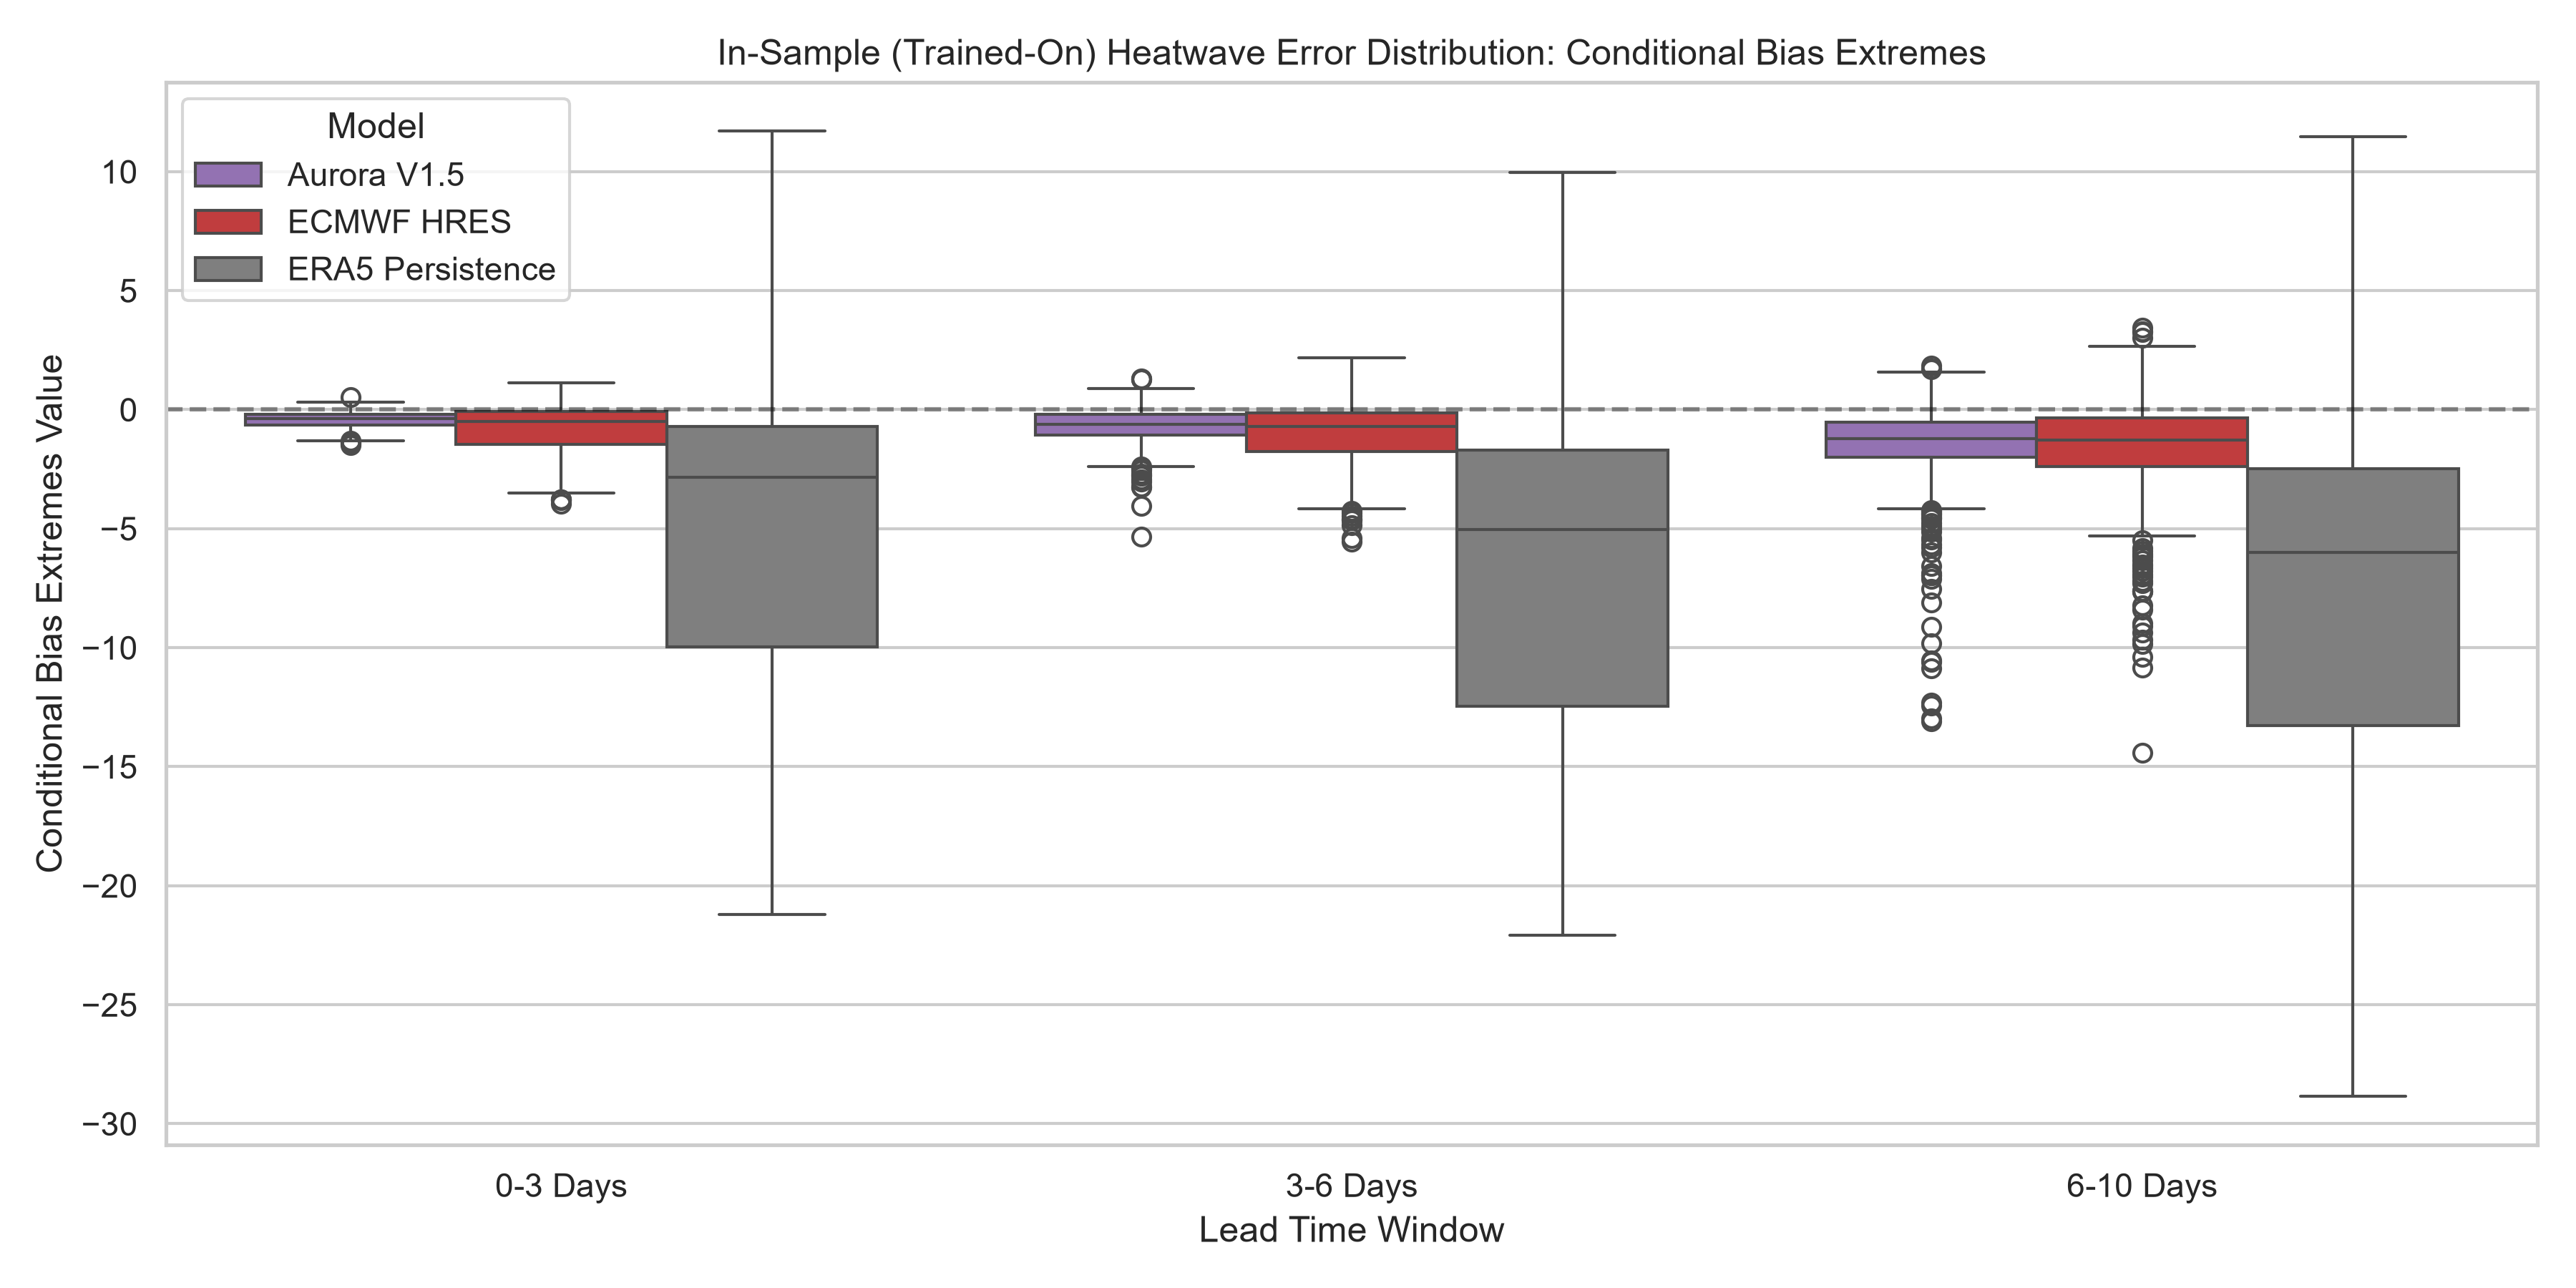 In-Sample (Trained-On) Heatwave Error Distribution: Conditional Bias Extremes
Model
Aurora V1.5
ECMWF HRES
ERA5 Persistence
Conditional Bias Extremes Value
10
5
0
−5
−10
−15
−20
−25
−30
0-3 Days
3-6 Days
6-10 Days
Lead Time Window